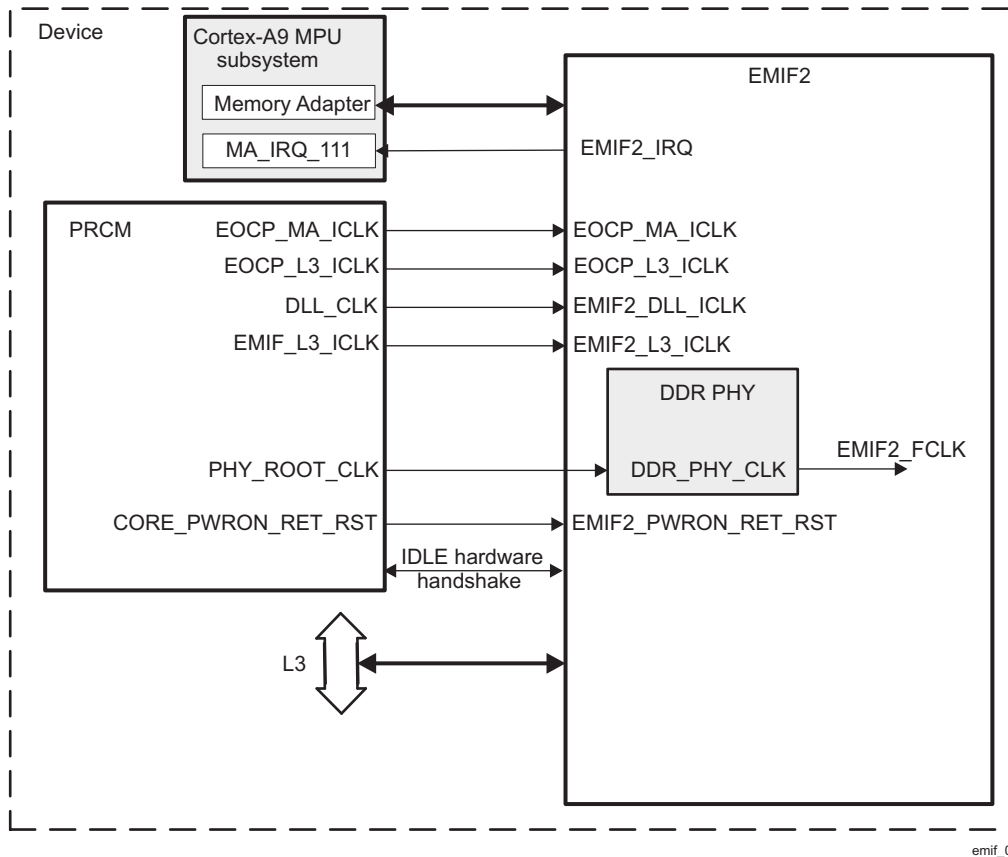 Device
Cortex-A9 MPU
subsystem
Memory Adapter
MA_IRQ_111
EMIF2
EMIF2_IRQ
PRCM
EOCP_MA_ICLK
EOCP_MA_ICLK
EOCP_L3_ICLK
EOCP_L3_ICLK
DLL_CLK
EMIF2_DLL_ICLK
EMIF_L3_ICLK
EMIF2_L3_ICLK
DDR PHY
PHY_ROOT_CLK
DDR_PHY_CLK
EMIF2_FCLK
CORE_PWRON_RET_RST
EMIF2_PWRON_RET_RST
IDLE hardware
handshake
L3